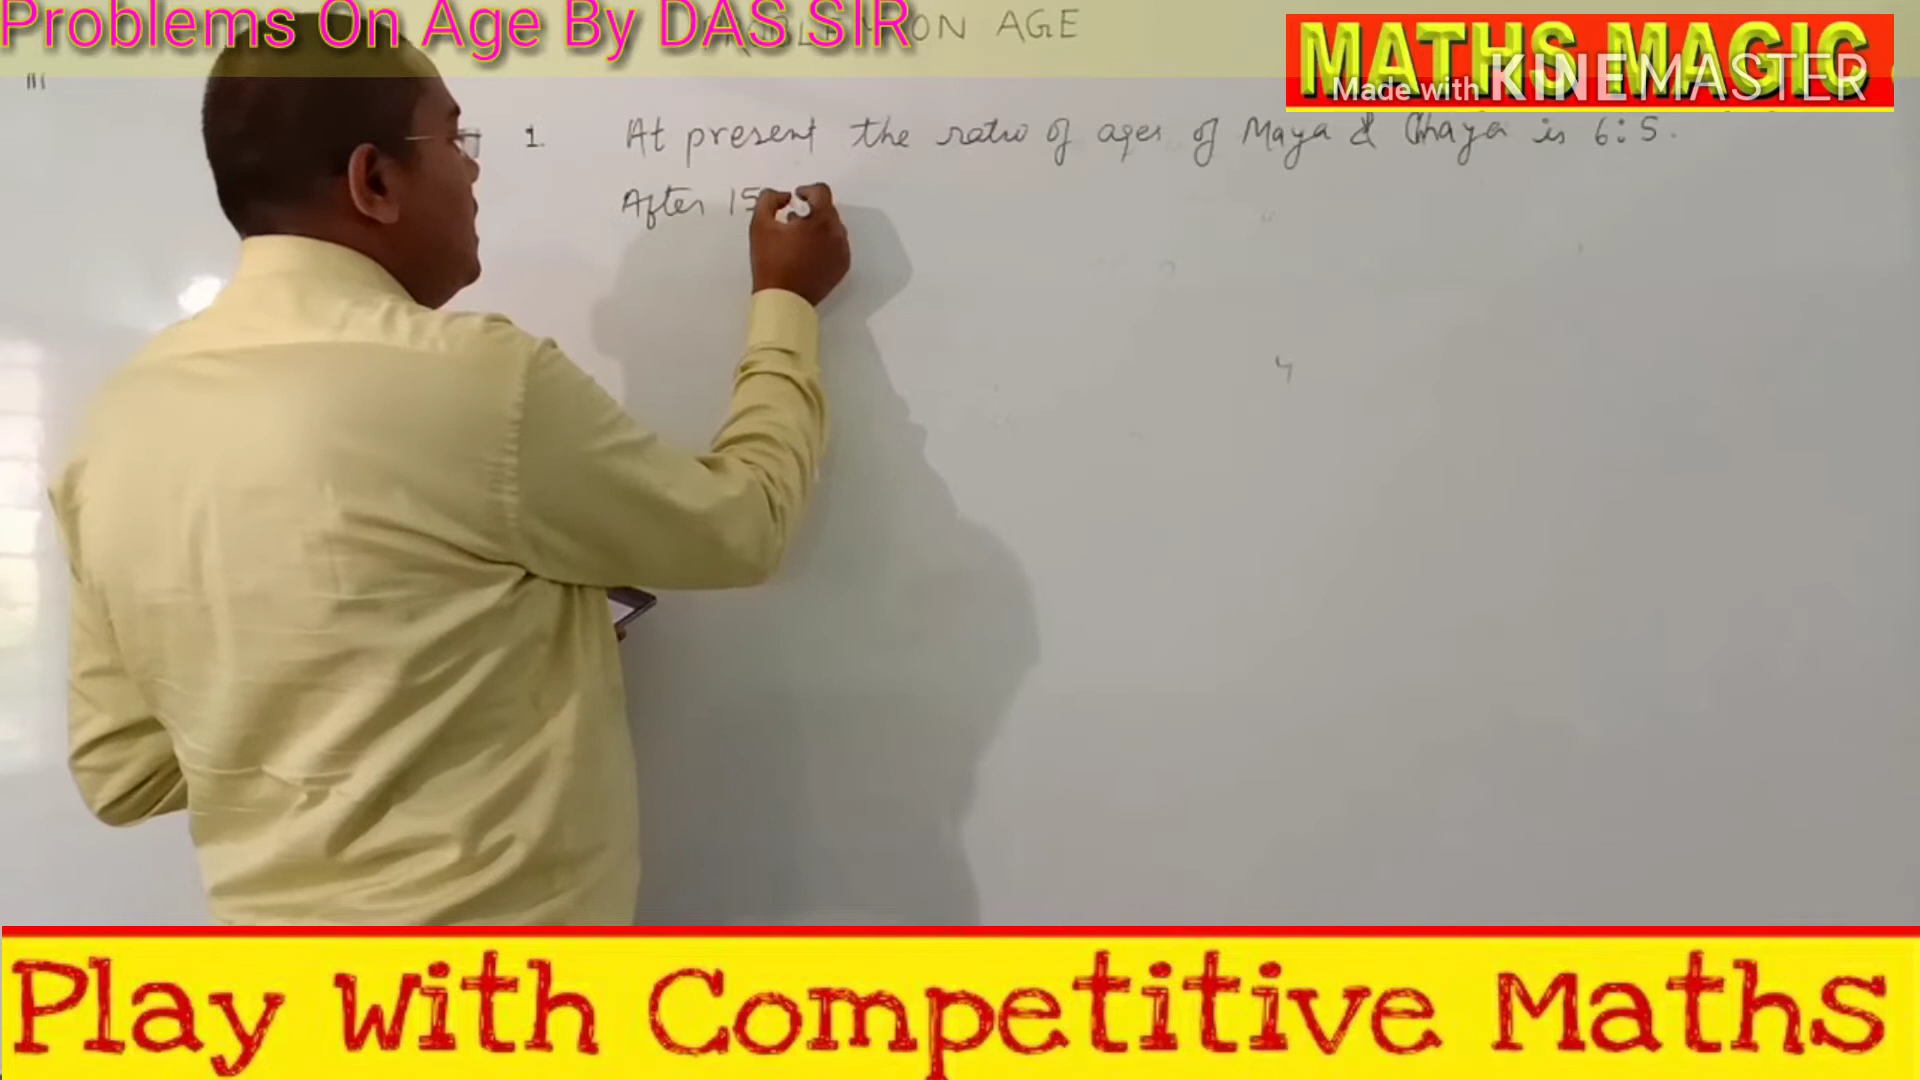 Problems On Age By DAS SIR
ON AGE
MATHS MAGIC
Made with KINEMASTER
1. At present the ratio of ages of Maya & Chaya is 6:5.
After 15
Play With Competitive Maths